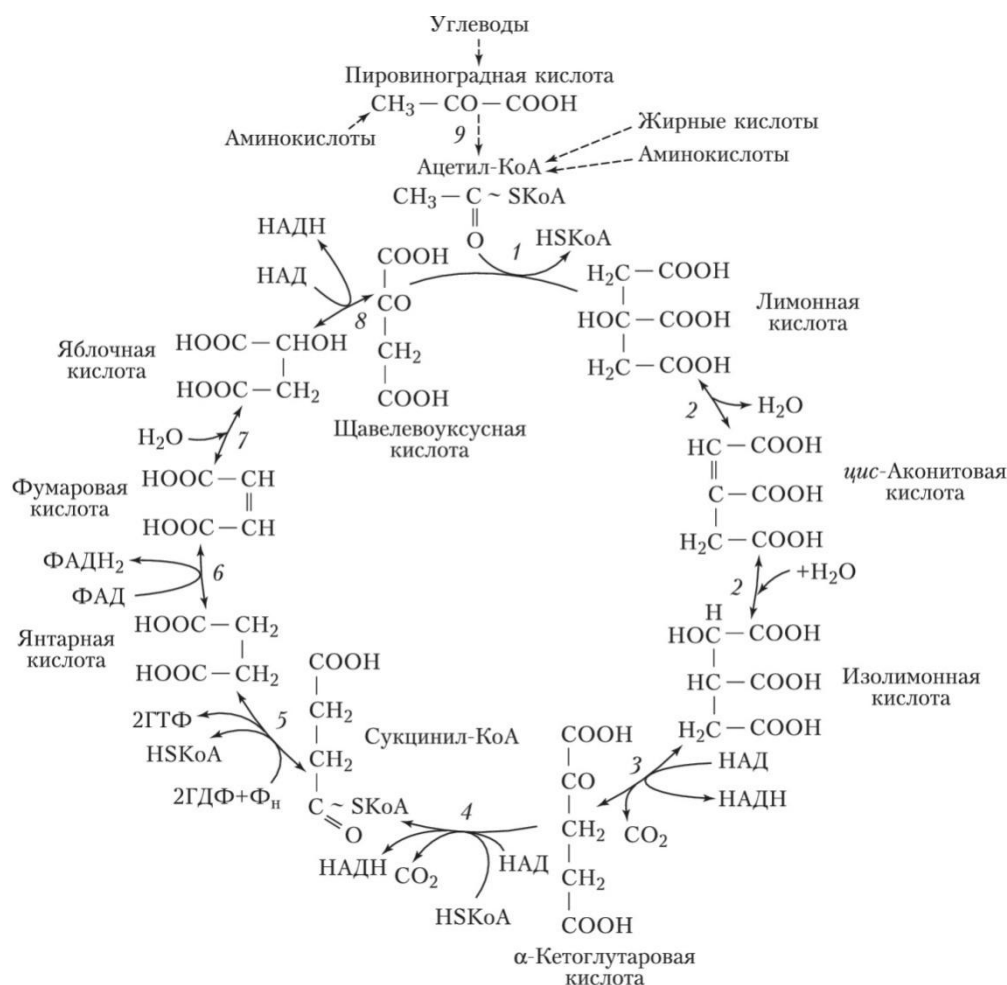 Углеводы
Пировиноградная кислота
CH₃ — CO — COOH
Аминокислоты
9
Жирные кислоты
Аминокислоты
Ацетил-КоА
CH₃ — C ~ SKoA
O
1
HSKoA
НАДН
НАД
8
COOH
CO
CH₂
COOH
Щавелевоуксусная
кислота
H₂C — COOH
HOC — COOH
H₂C — COOH
Лимонная
кислота
2
H₂O
HC — COOH
C — COOH
H₂C — COOH
цис-Аконитовая
кислота
2
+H₂O
H
HOC — COOH
HC — COOH
H₂C — COOH
Изолимонная
кислота
3
НАД
НАДН
CO₂
COOH
CO
CH₂
CH₂
COOH
α-Кетоглутаровая
кислота
4
НАД
HSKoA
CO₂
НАДН
COOH
CH₂
CH₂
C ~ SKoA
O
Сукцинил-КоА
5
2ГТФ
HSKoA
2ГДФ+Фн
Янтарная
кислота
HOOC — CH₂
HOOC — CH₂
6
ФАДН₂
ФАД
Фумаровая
кислота
HOOC — CH
HOOC — CH
7
H₂O
Яблочная
кислота
HOOC — CHOH
HOOC — CH₂